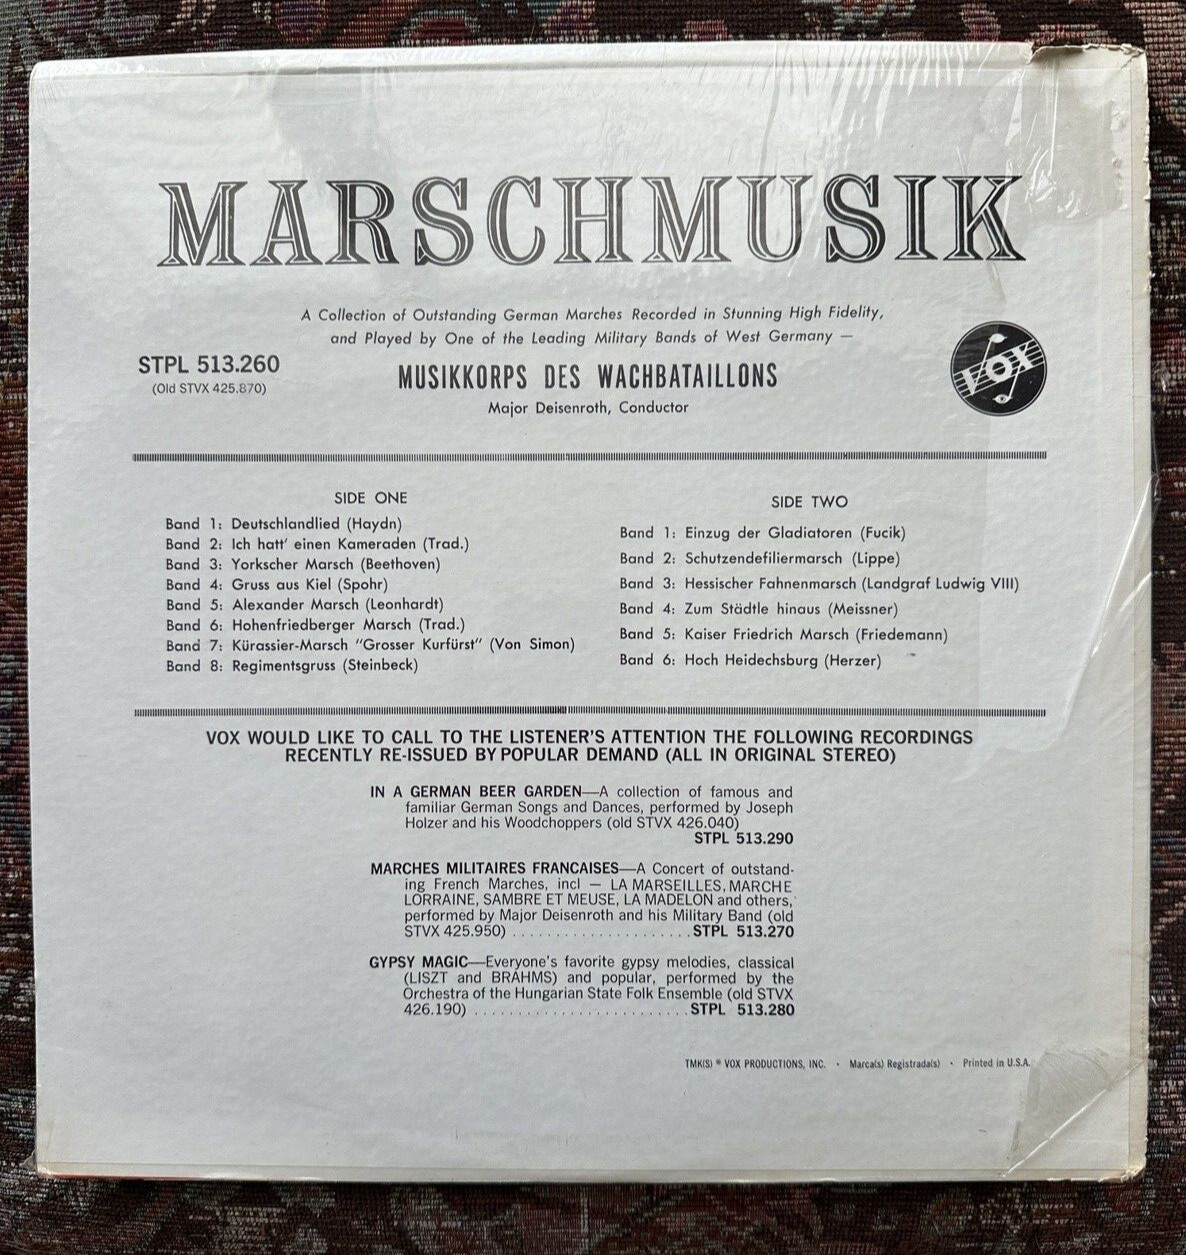 MARSCHMUSIK
A Collection of Outstanding German Marches Recorded in Stunning High Fidelity,
and Played by One of the Leading Military Bands of West Germany —
STPL 513.260
(Old STVX 425.870)
MUSIKKORPS DES WACHBATAILLONS
Major Deisenroth, Conductor
VOX
SIDE ONE
Band 1: Deutschlandlied (Haydn)
Band 2: Ich hatt' einen Kameraden (Trad.)
Band 3: Yorkscher Marsch (Beethoven)
Band 4: Gruss aus Kiel (Spohr)
Band 5: Alexander Marsch (Leonhardt)
Band 6: Hohenfriedberger Marsch (Trad.)
Band 7: Kürassier-Marsch "Grosser Kurfürst" (Von Simon)
Band 8: Regimentsgruss (Steinbeck)
SIDE TWO
Band 1: Einzug der Gladiatoren (Fucik)
Band 2: Schutzendefiliermarsch (Lippe)
Band 3: Hessischer Fahnenmarsch (Landgraf Ludwig VIII)
Band 4: Zum Städtle hinaus (Meissner)
Band 5: Kaiser Friedrich Marsch (Friedemann)
Band 6: Hoch Heidechsburg (Herzer)
VOX WOULD LIKE TO CALL TO THE LISTENER'S ATTENTION THE FOLLOWING RECORDINGS
RECENTLY RE-ISSUED BY POPULAR DEMAND (ALL IN ORIGINAL STEREO)
IN A GERMAN BEER GARDEN—A collection of famous and
familiar German Songs and Dances, performed by Joseph
Holzer and his Woodchoppers (old STVX 426.040)
STPL 513.290
MARCHES MILITAIRES FRANCAISES—A Concert of outstand-
ing French Marches, incl — LA MARSEILLES, MARCHE
LORRAINE, SAMBRE ET MEUSE, LA MADELON and others,
performed by Major Deisenroth and his Military Band (old
STVX 425.950) . . . . . . . . . . . . . . . . . . . . STPL 513.270
GYPSY MAGIC—Everyone's favorite gypsy melodies, classical
(LISZT and BRAHMS) and popular, performed by the
Orchestra of the Hungarian State Folk Ensemble (old STVX
426.190) . . . . . . . . . . . . . . . . . . . . . . . . STPL 513.280
TMK(S) ® VOX PRODUCTIONS, INC. • Marca(s) Registrada(s) • Printed in U.S.A.